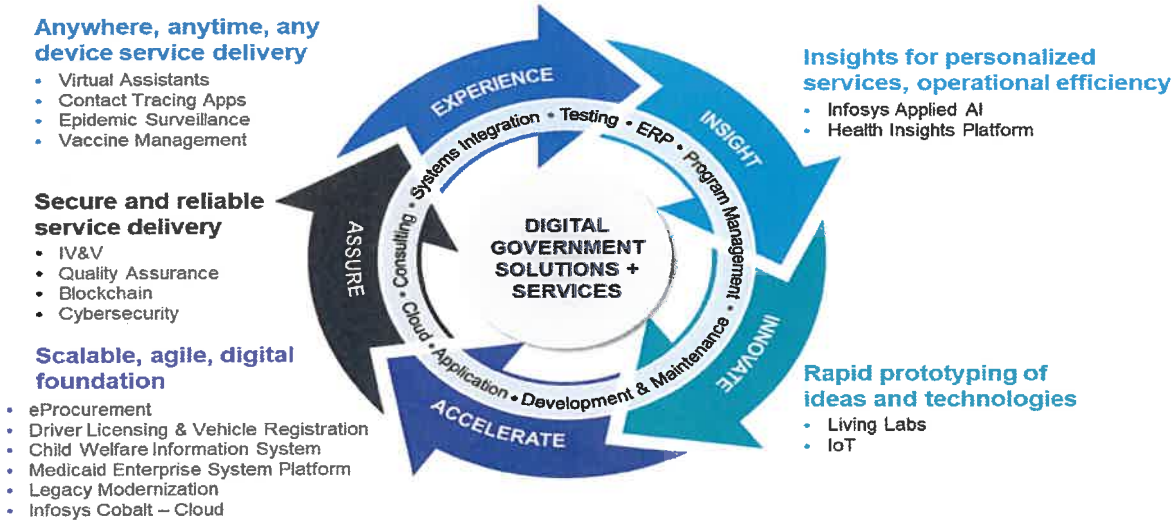 Anywhere, anytime, any
device service delivery
• Virtual Assistants
• Contact Tracing Apps
• Epidemic Surveillance
• Vaccine Management
Secure and reliable
service delivery
• IV&V
• Quality Assurance
• Blockchain
• Cybersecurity
Scalable, agile, digital
foundation
• eProcurement
• Driver Licensing & Vehicle Registration
• Child Welfare Information System
• Medicaid Enterprise System Platform
• Legacy Modernization
• Infosys Cobalt – Cloud
EXPERIENCE
INSIGHT
INNOVATE
ACCELERATE
ASSURE
Cloud • Consulting • Systems Integration • Testing • ERP • Program Management •
Application • Development & Maintenance
DIGITAL
GOVERNMENT
SOLUTIONS +
SERVICES
Insights for personalized
services, operational efficiency
• Infosys Applied AI
• Health Insights Platform
Rapid prototyping of
ideas and technologies
• Living Labs
• IoT